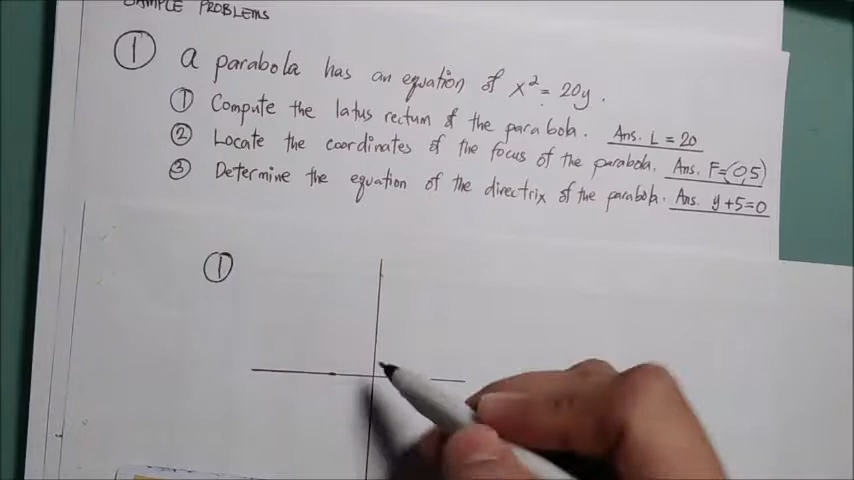 SAMPLE PROBLEMS
① a parabola has an equation of x² = 20y.
① Compute the latus rectum of the parabola. Ans. L = 20
② Locate the coordinates of the focus of the parabola. Ans. F=(0,5)
③ Determine the equation of the directrix of the parabola. Ans. y+5=0
①